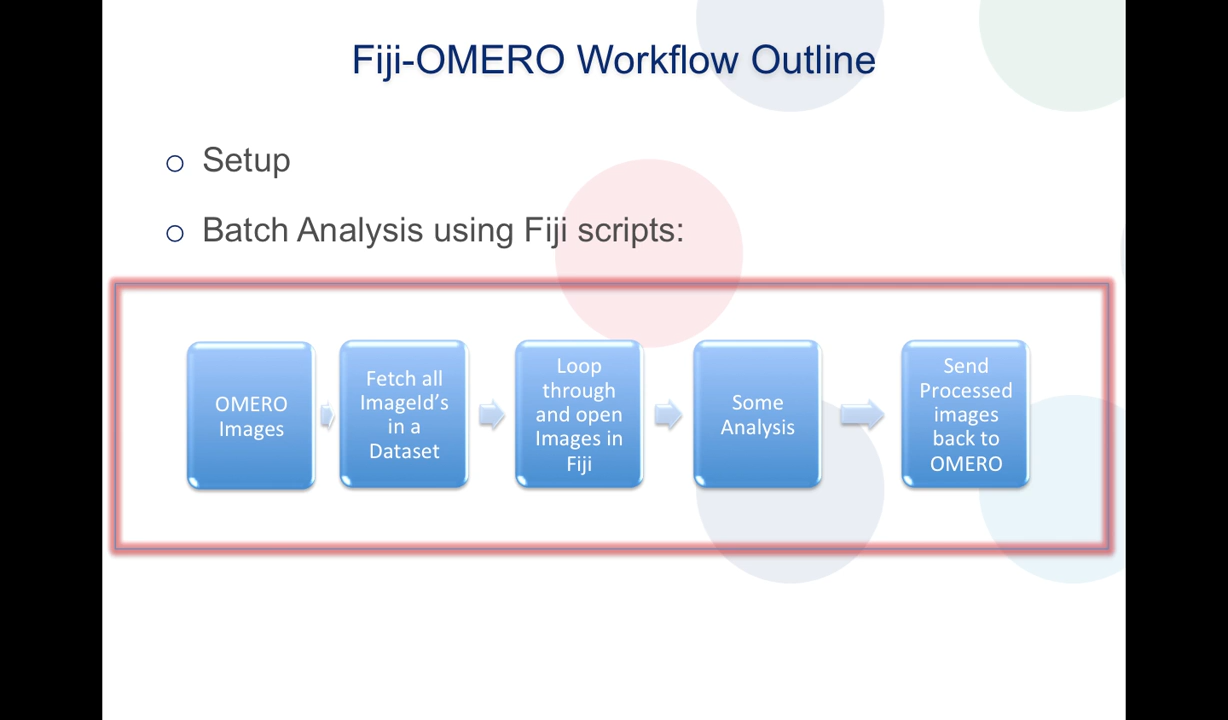 Fiji-OMERO Workflow Outline
Setup
Batch Analysis using Fiji scripts:
OMERO
Images
Fetch all
ImageId's
in a
Dataset
Loop
through
and open
Images in
Fiji
Some
Analysis
Send
Processed
images
back to
OMERO